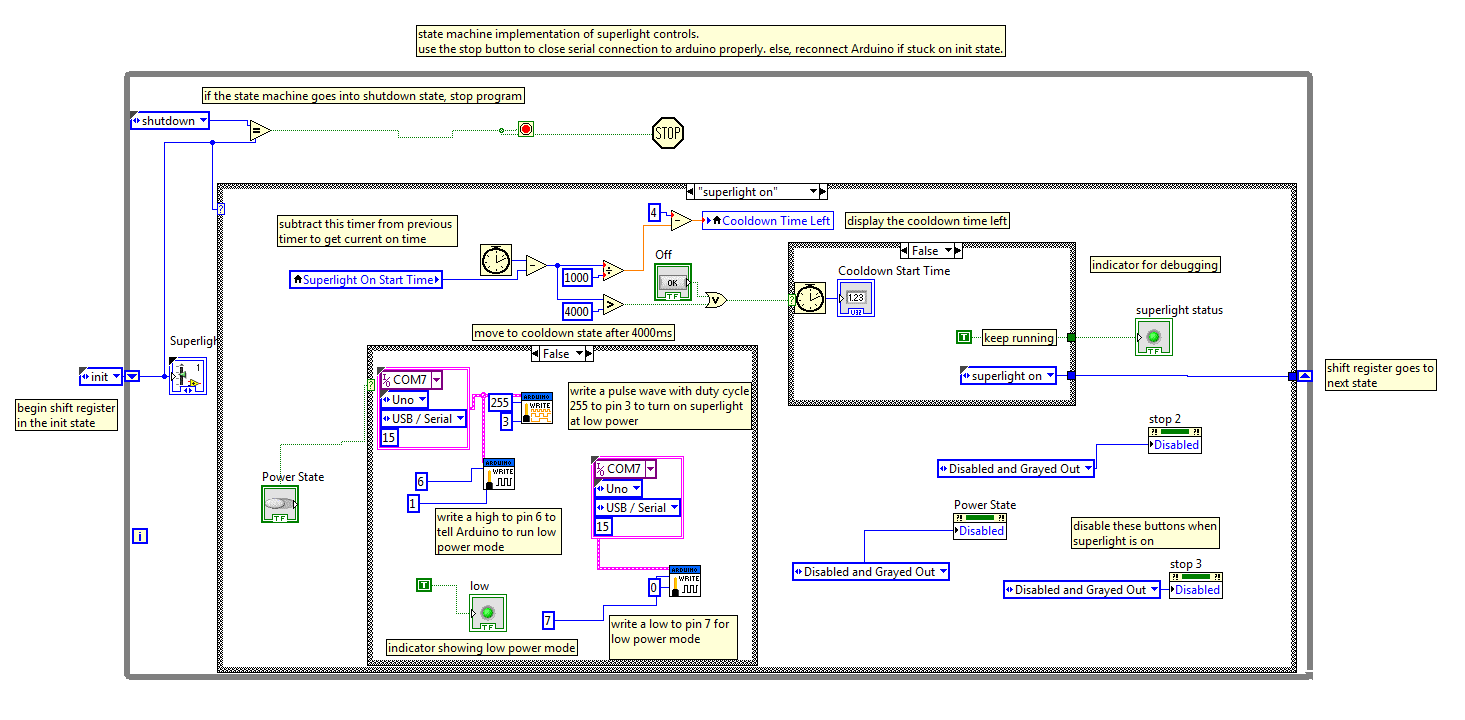 state machine implementation of superlight controls.
use the stop button to close serial connection to arduino properly. else, reconnect Arduino if stuck on init state.
if the state machine goes into shutdown state, stop program
shutdown
=
STOP
"superlight on"
?
subtract this timer from previous
timer to get current on time
4
-
Cooldown Time Left
display the cooldown time left
Superlight On Start Time
-
1000
÷
4000
>
Off
OK
TF
V
move to cooldown state after 4000ms
False
?
Cooldown Start Time
1.23
U32
T
keep running
superlight on
indicator for debugging
superlight status
TF
init
Superligh
1
begin shift register
in the init state
shift register goes to
next state
False
?
COM7
Uno
USB / Serial
15
255
3
ARDUINO
WRITE
write a pulse wave with duty cycle
255 to pin 3 to turn on superlight
at low power
6
1
ARDUINO
WRITE
write a high to pin 6 to
tell Arduino to run low
power mode
COM7
Uno
USB / Serial
15
ARDUINO
WRITE
0
7
write a low to pin 7 for
low power mode
T
low
TF
indicator showing low power mode
Power State
TF
i
stop 2
Disabled
Disabled and Grayed Out
Power State
Disabled
Disabled and Grayed Out
disable these buttons when
superlight is on
stop 3
Disabled
Disabled and Grayed Out